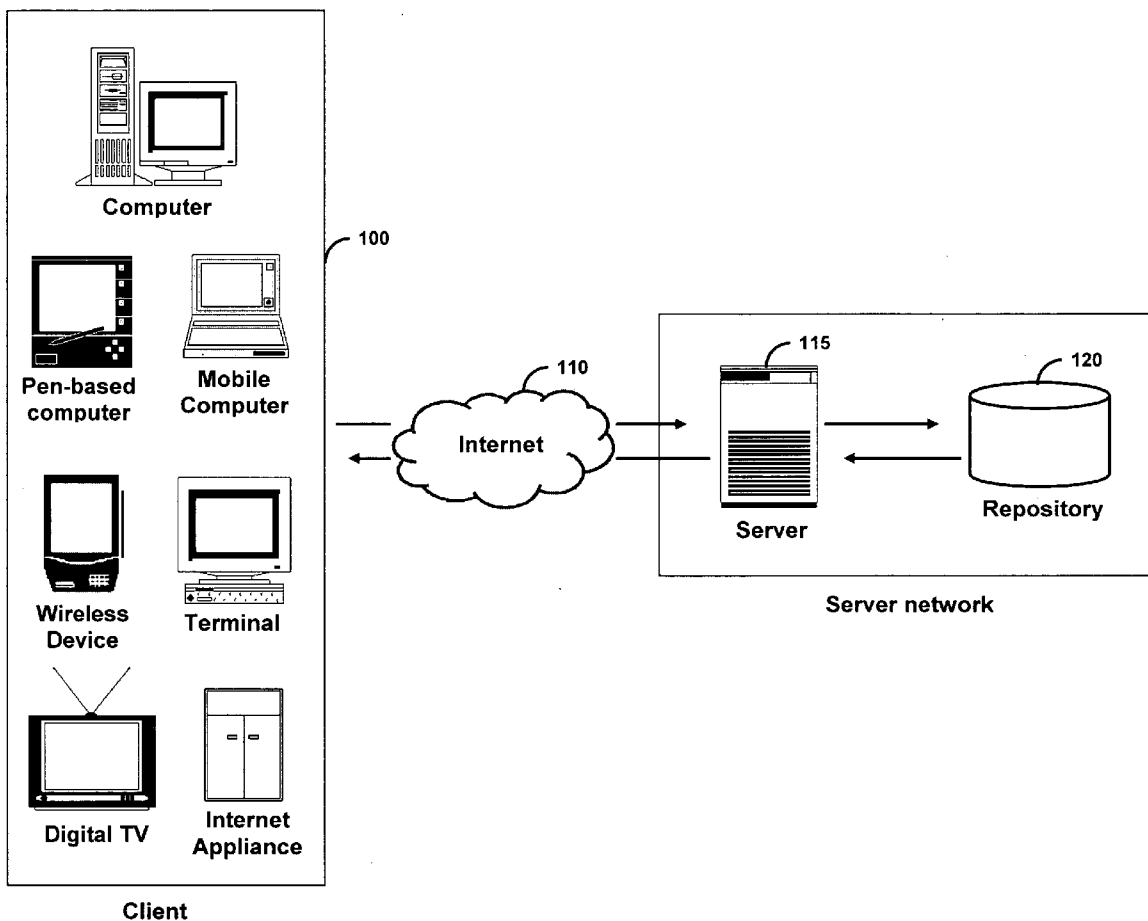 Computer
100
Pen-based
computer
Mobile
Computer
110
Internet
115
Server
120
Repository
Server network
Wireless
Device
Terminal
Digital TV
Internet
Appliance
Client